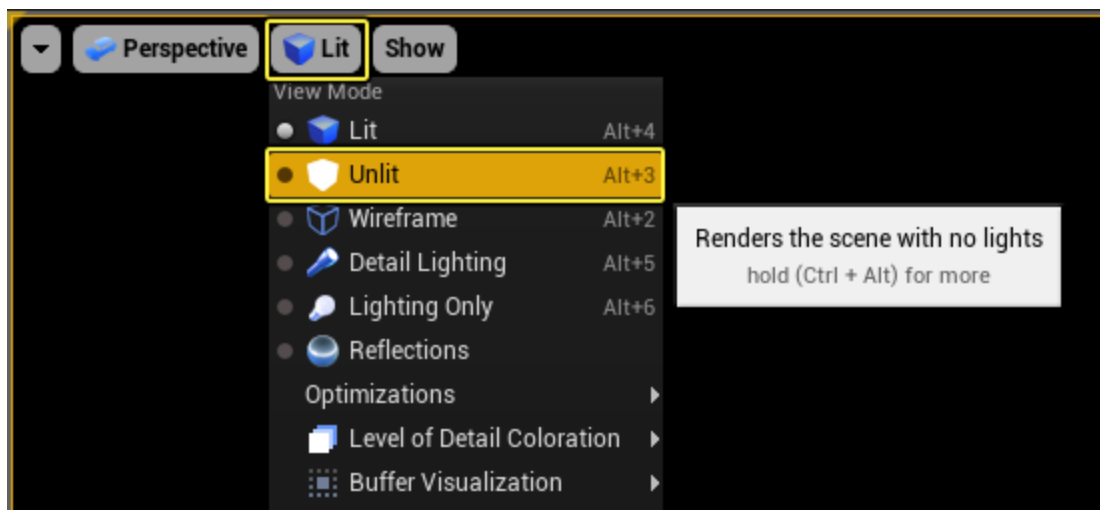 Perspective Lit Show
View Mode
Lit Alt+4
Unlit Alt+3
Wireframe Alt+2
Detail Lighting Alt+5
Lighting Only Alt+6
Reflections
Optimizations
Level of Detail Coloration
Buffer Visualization
Renders the scene with no lights
hold (Ctrl + Alt) for more